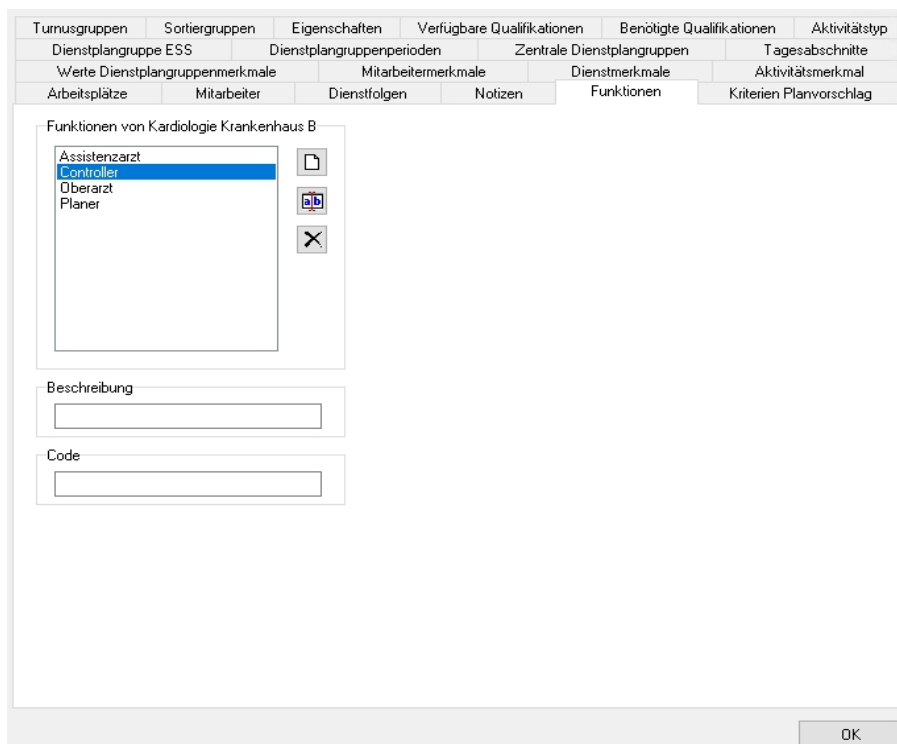 Turnusgruppen Sortiergruppen Eigenschaften Verfügbare Qualifikationen Benötigte Qualifikationen Aktivitätstyp
Dienstplangruppe ESS Dienstplangruppenperioden Zentrale Dienstplangruppen Tagesabschnitte
Werte Dienstplangruppenmerkmale Mitarbeitermerkmale Dienstmerkmale Aktivitätsmerkmal
Arbeitsplätze Mitarbeiter Dienstfolgen Notizen Funktionen Kriterien Planvorschlag
Funktionen von Kardiologie Krankenhaus B
Assistenzarzt
Controller
Oberarzt
Planer
ab
Beschreibung
Code
OK